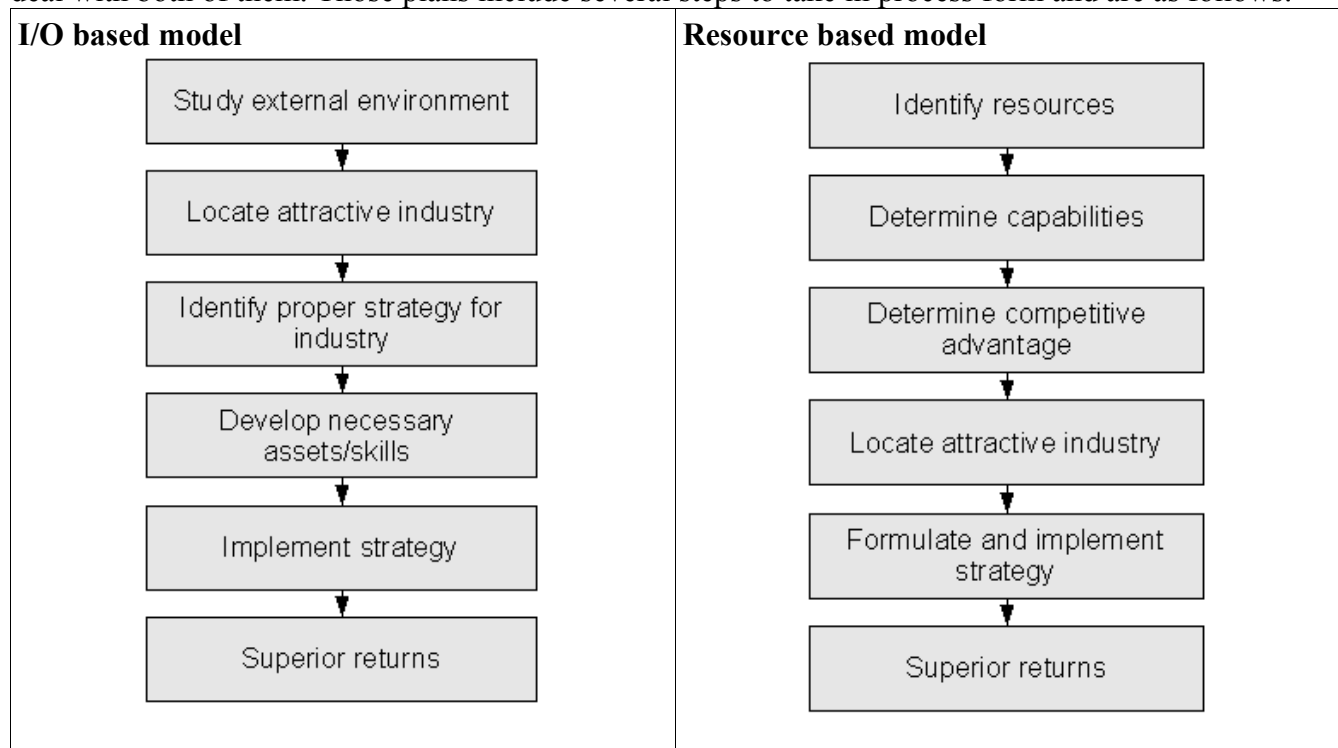 deal with both of them. Those plans include several steps to take in process form and are as follows:
I/O based model
Study external environment
Locate attractive industry
Identify proper strategy for
industry
Develop necessary
assets/skills
Implement strategy
Superior returns
Resource based model
Identify resources
Determine capabilities
Determine competitive
advantage
Locate attractive industry
Formulate and implement
strategy
Superior returns